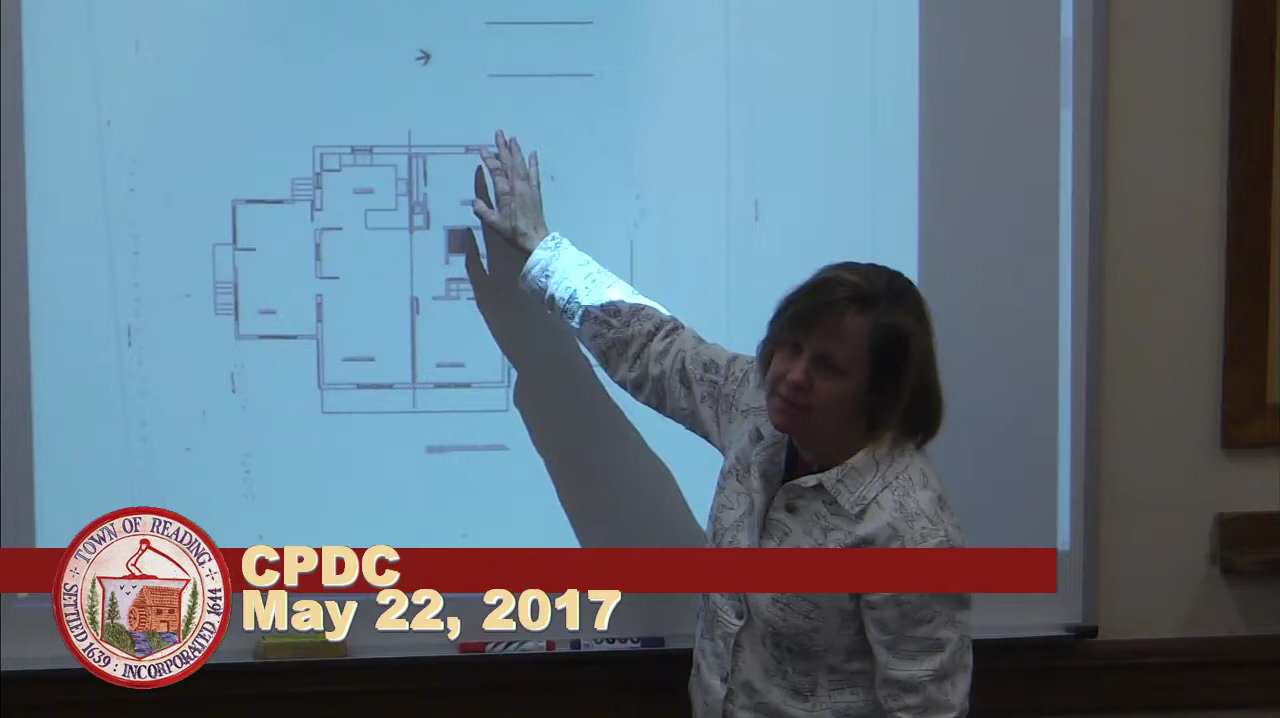 TOWN OF READING
SETTLED 1639 : INCORPORATED 1644
CPDC
May 22, 2017